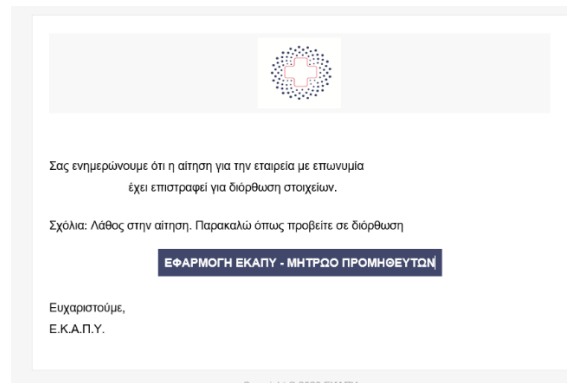 Σας ενημερώνουμε ότι η αίτηση για την εταιρεία με επωνυμία
έχει επιστραφεί για διόρθωση στοιχείων.
Σχόλια: Λάθος στην αίτηση. Παρακαλώ όπως προβείτε σε διόρθωση
ΕΦΑΡΜΟΓΗ ΕΚΑΠΥ - ΜΗΤΡΩΟ ΠΡΟΜΗΘΕΥΤΩΝ
Ευχαριστούμε,
Ε.Κ.Α.Π.Υ.